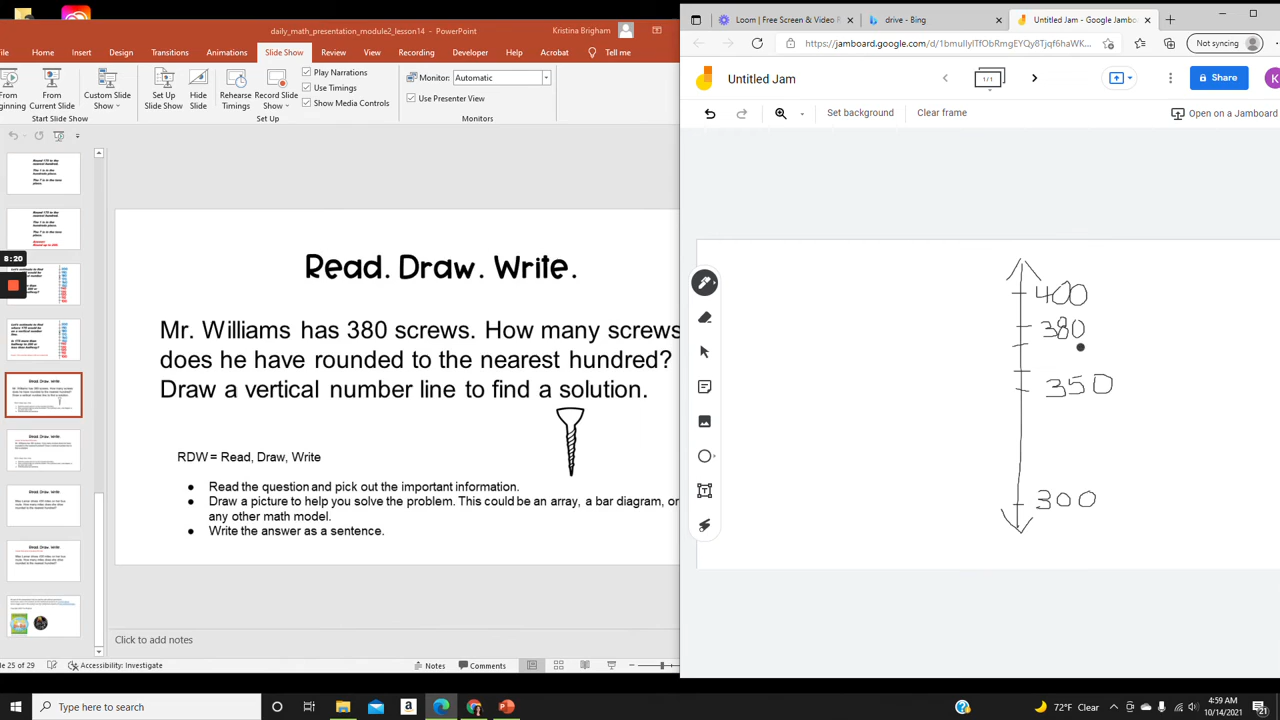 daily_math_presentation_module2_lesson14 - PowerPoint
Kristina Brigham
File Home Insert Design Transitions Animations Slide Show Review View Recording Developer Help Acrobat Tell me
From Beginning
From Current Slide
Custom Slide Show
Set Up Slide Show
Hide Slide
Rehearse Timings
Record Slide Show
Play Narrations
Use Timings
Show Media Controls
Monitor: Automatic
Use Presenter View
Start Slide Show
Set Up
Monitors
8:20
Read. Draw. Write.
Mr. Williams has 380 screws. How many screws
does he have rounded to the nearest hundred?
Draw a vertical number line to find a solution.
RDW = Read, Draw, Write
● Read the question and pick out the important information.
● Draw a picture to help you solve the problem. This could be an array, a bar diagram, or
any other math model.
● Write the answer as a sentence.
Click to add notes
de 25 of 29
Accessibility: Investigate
Notes
Comments
Loom | Free Screen & Video R
drive - Bing
Untitled Jam - Google Jambo
https://jamboard.google.com/d/1bmuIlylTfObRmgEYQy8Tjqf6haWK...
Not syncing
Untitled Jam
1/1
Share
K
Set background
Clear frame
Open on a Jamboard
400
380
350
300
Type here to search
72°F Clear
4:59 AM
10/14/2021
21